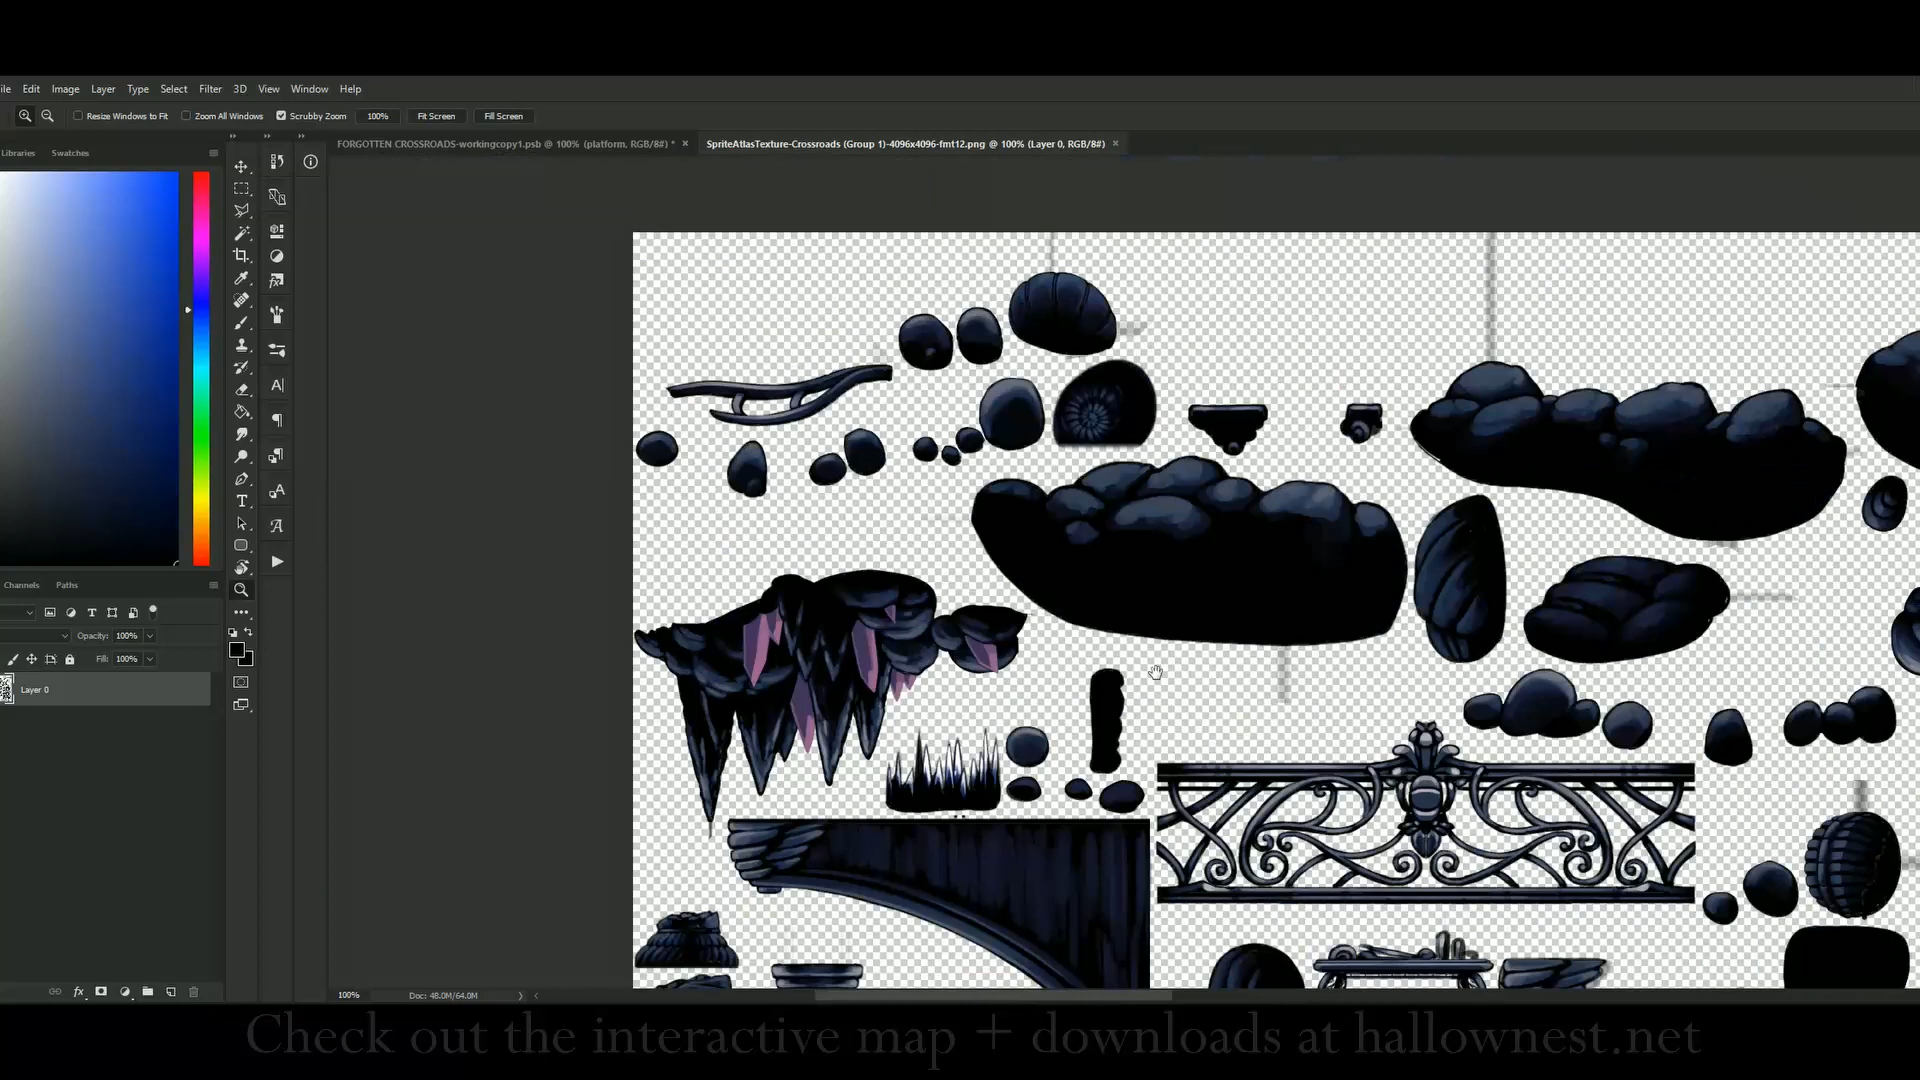 ile Edit Image Layer Type Select Filter 3D View Window Help
Resize Windows to Fit Zoom All Windows Scrubby Zoom 100% Fit Screen Fill Screen
FORGOTTEN CROSSROADS-workingcopy1.psb @ 100% (platform, RGB/8#) * × SpriteAtlasTexture-Crossroads (Group 1)-4096x4096-fmt12.png @ 100% (Layer 0, RGB/8#) ×
Libraries Swatches
Channels Paths
Opacity: 100%
Fill: 100%
Layer 0
100% Doc: 48.0M/64.0M
Check out the interactive map + downloads at hallownest.net